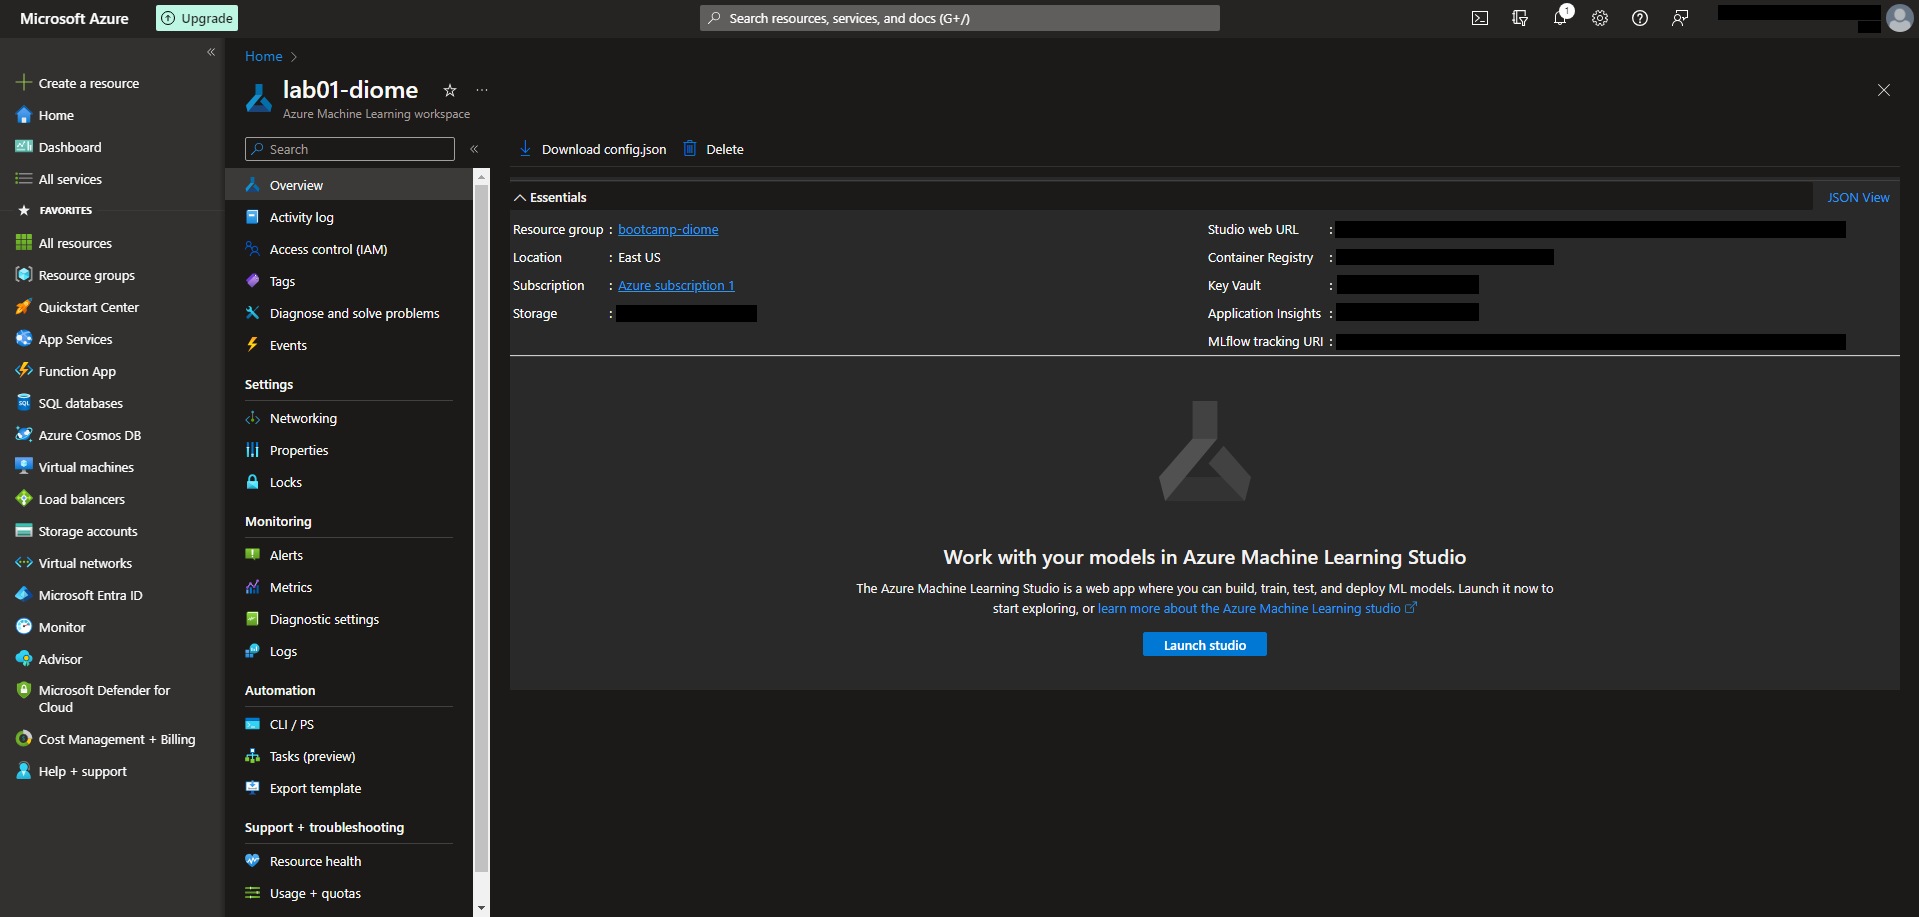 Microsoft Azure
Upgrade
Search resources, services, and docs (G+/)
1
Create a resource
Home
Dashboard
All services
FAVORITES
All resources
Resource groups
Quickstart Center
App Services
Function App
SQL databases
Azure Cosmos DB
Virtual machines
Load balancers
Storage accounts
Virtual networks
Microsoft Entra ID
Monitor
Advisor
Microsoft Defender for
Cloud
Cost Management + Billing
Help + support
Home
lab01-diome
Azure Machine Learning workspace
Search
Overview
Activity log
Access control (IAM)
Tags
Diagnose and solve problems
Events
Settings
Networking
Properties
Locks
Monitoring
Alerts
Metrics
Diagnostic settings
Logs
Automation
CLI / PS
Tasks (preview)
Export template
Support + troubleshooting
Resource health
Usage + quotas
Download config.json
Delete
Essentials
JSON View
Resource group : bootcamp-diome
Location : East US
Subscription : Azure subscription 1
Storage :
Studio web URL :
Container Registry :
Key Vault :
Application Insights :
MLflow tracking URI :
Work with your models in Azure Machine Learning Studio
The Azure Machine Learning Studio is a web app where you can build, train, test, and deploy ML models. Launch it now to
start exploring, or learn more about the Azure Machine Learning studio
Launch studio